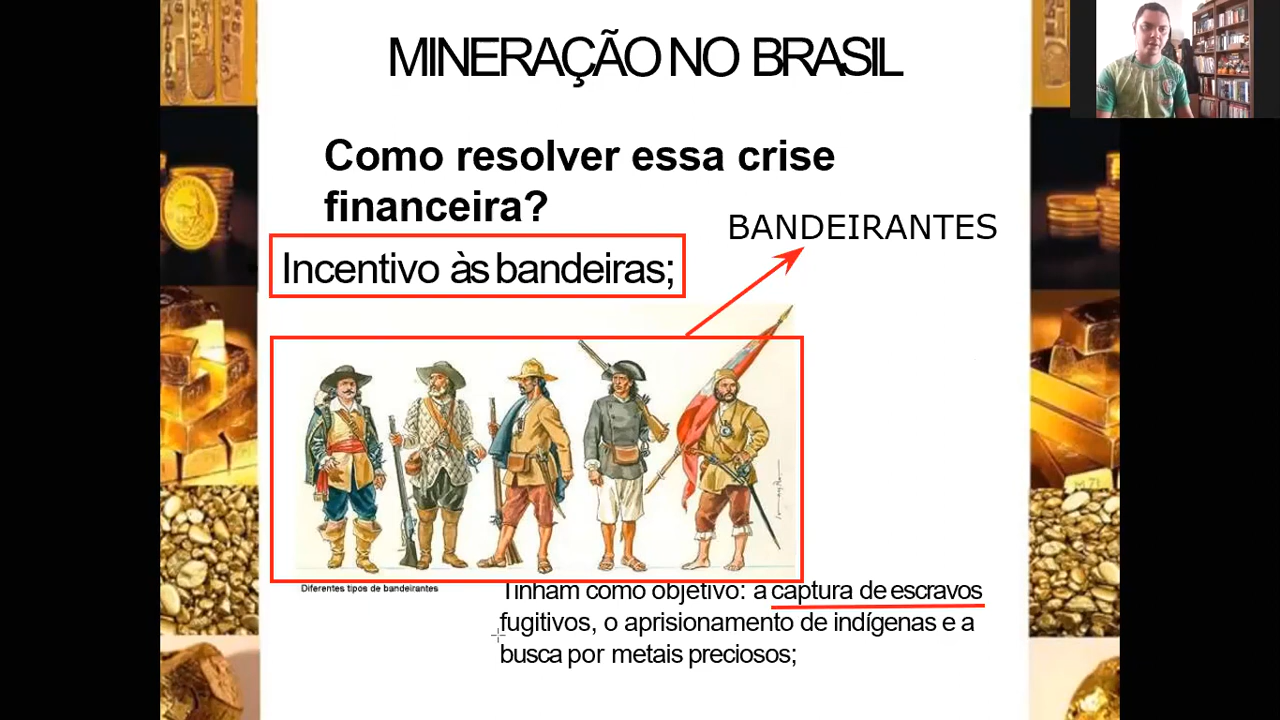 MINERAÇÃO NO BRASIL
Como resolver essa crise
financeira?
BANDEIRANTES
Incentivo às bandeiras;
Diferentes tipos de bandeirantes
Tinham como objetivo: a captura de escravos
fugitivos, o aprisionamento de indígenas e a
busca por metais preciosos;